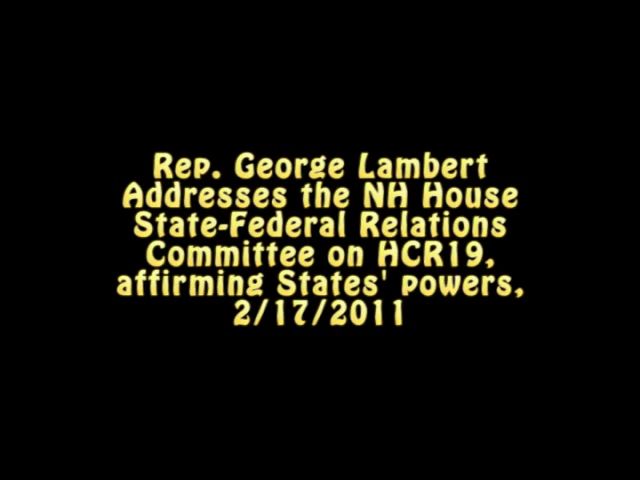 Rep. George Lambert
Addresses the NH House
State-Federal Relations
Committee on HCR19,
affirming States' powers,
2/17/2011